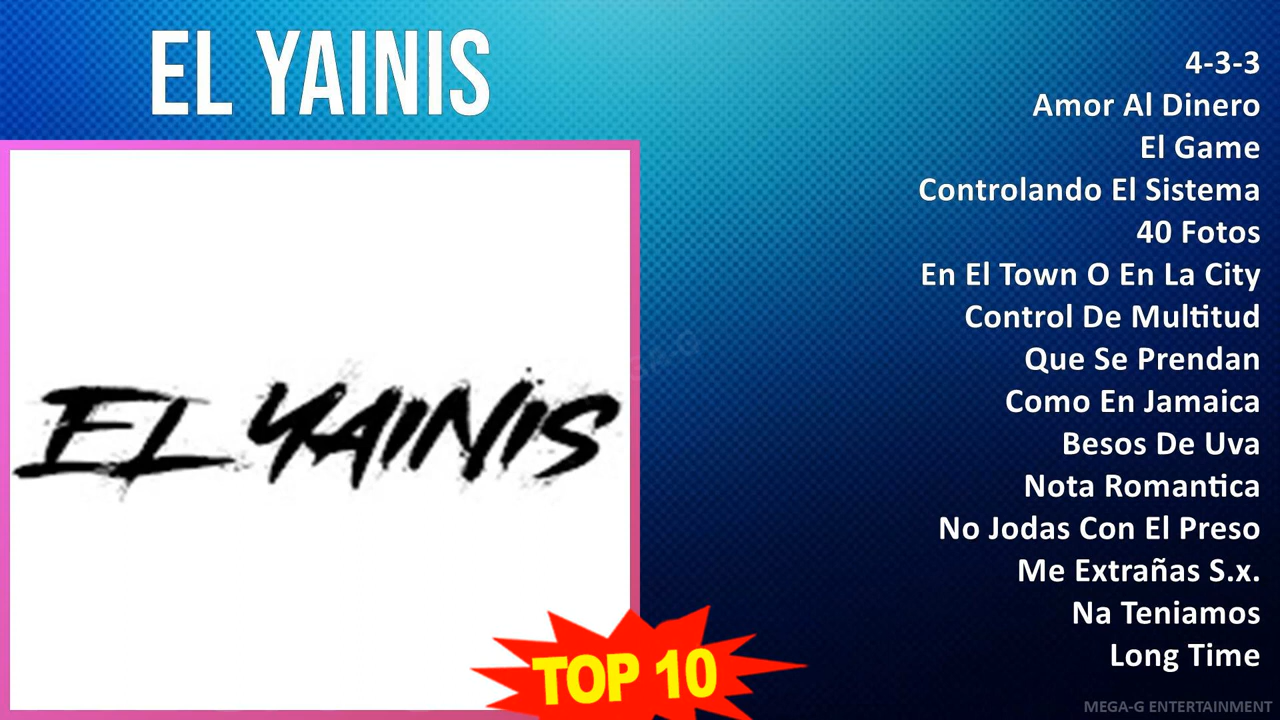 EL YAINIS
4-3-3
Amor Al Dinero
El Game
Controlando El Sistema
40 Fotos
En El Town O En La City
Control De Multitud
Que Se Prendan
Como En Jamaica
Besos De Uva
Nota Romantica
No Jodas Con El Preso
Me Extrañas S.x.
Na Teniamos
Long Time
EL YAINIS
TOP 10
MEGA-G ENTERTAINMENT